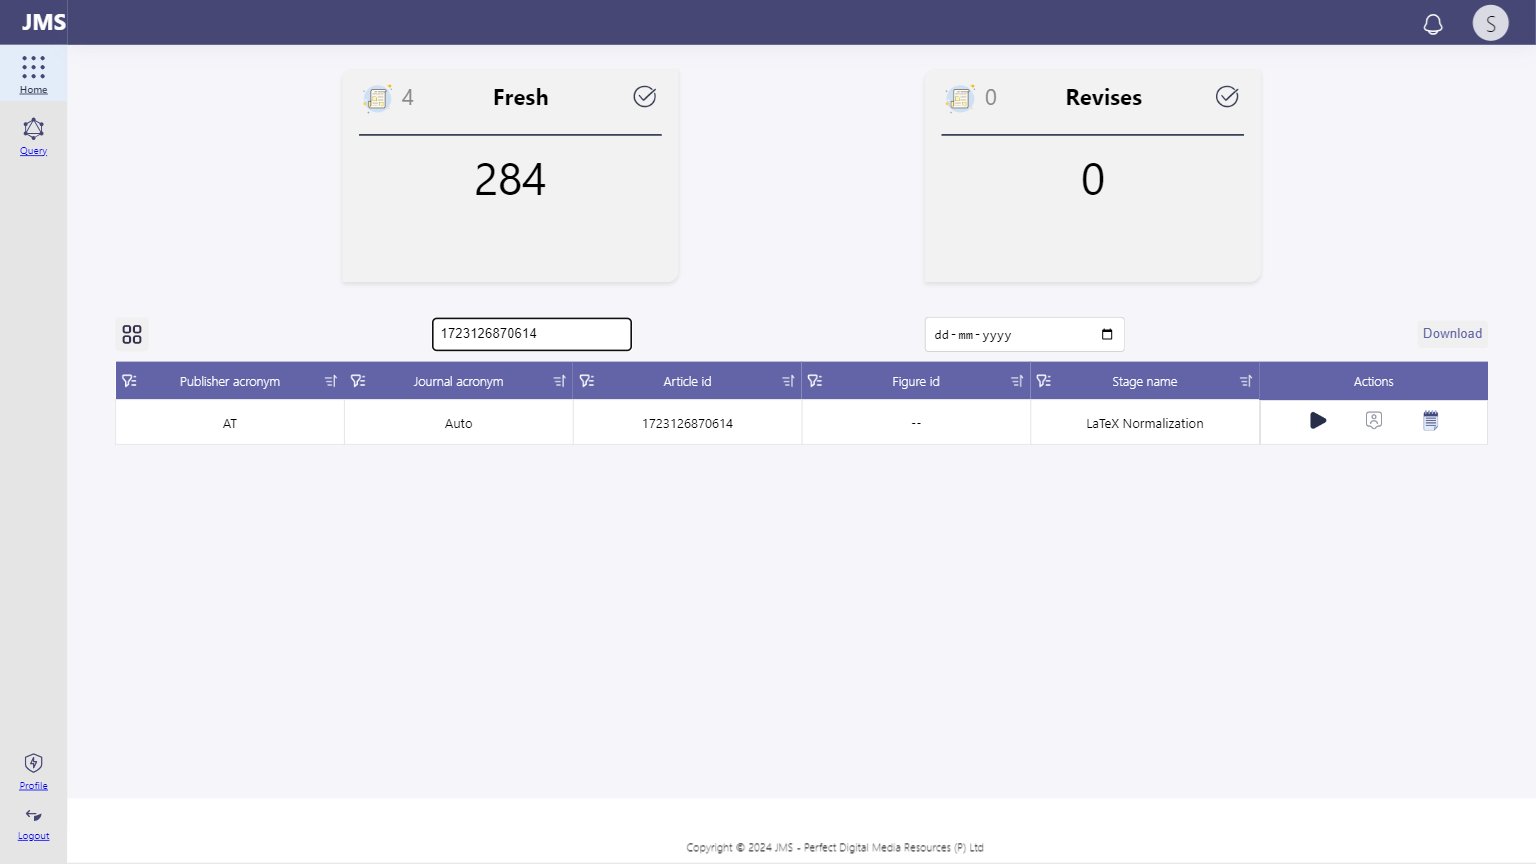 JMS
S
Home
Query
4 Fresh
284
0 Revises
0
1723126870614
dd-mm-yyyy
Download
Publisher acronym Journal acronym Article id Figure id Stage name Actions
AT Auto 1723126870614 -- LaTeX Normalization
Profile
Logout
Copyright © 2024 JMS - Perfect Digital Media Resources (P) Ltd